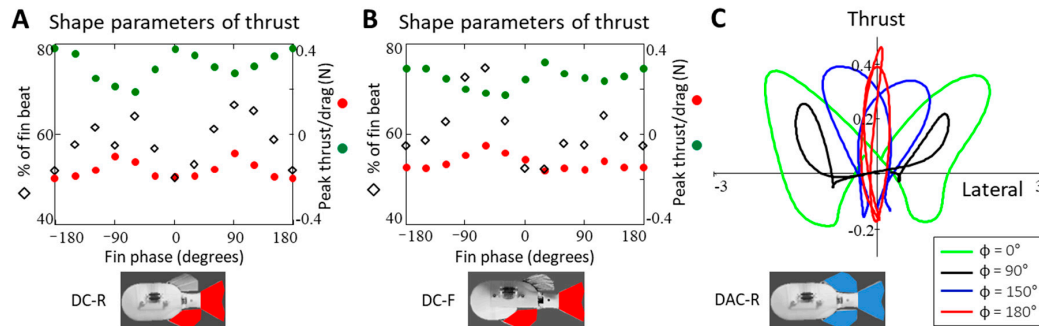 A
Shape parameters of thrust
80
60
40
◇ % of fin beat
0.4
0
-0.4
Peak thrust/drag (N)
−180 −90 0 90 180
Fin phase (degrees)
DC-R
B
Shape parameters of thrust
80
60
40
◇ % of fin beat
0.4
0
-0.4
Peak thrust/drag (N)
−180 −90 0 90 180
Fin phase (degrees)
DC-F
C
Thrust
0.4
0.2
-0.2
-3
3
Lateral
ϕ = 0°
ϕ = 90°
ϕ = 150°
ϕ = 180°
DAC-R